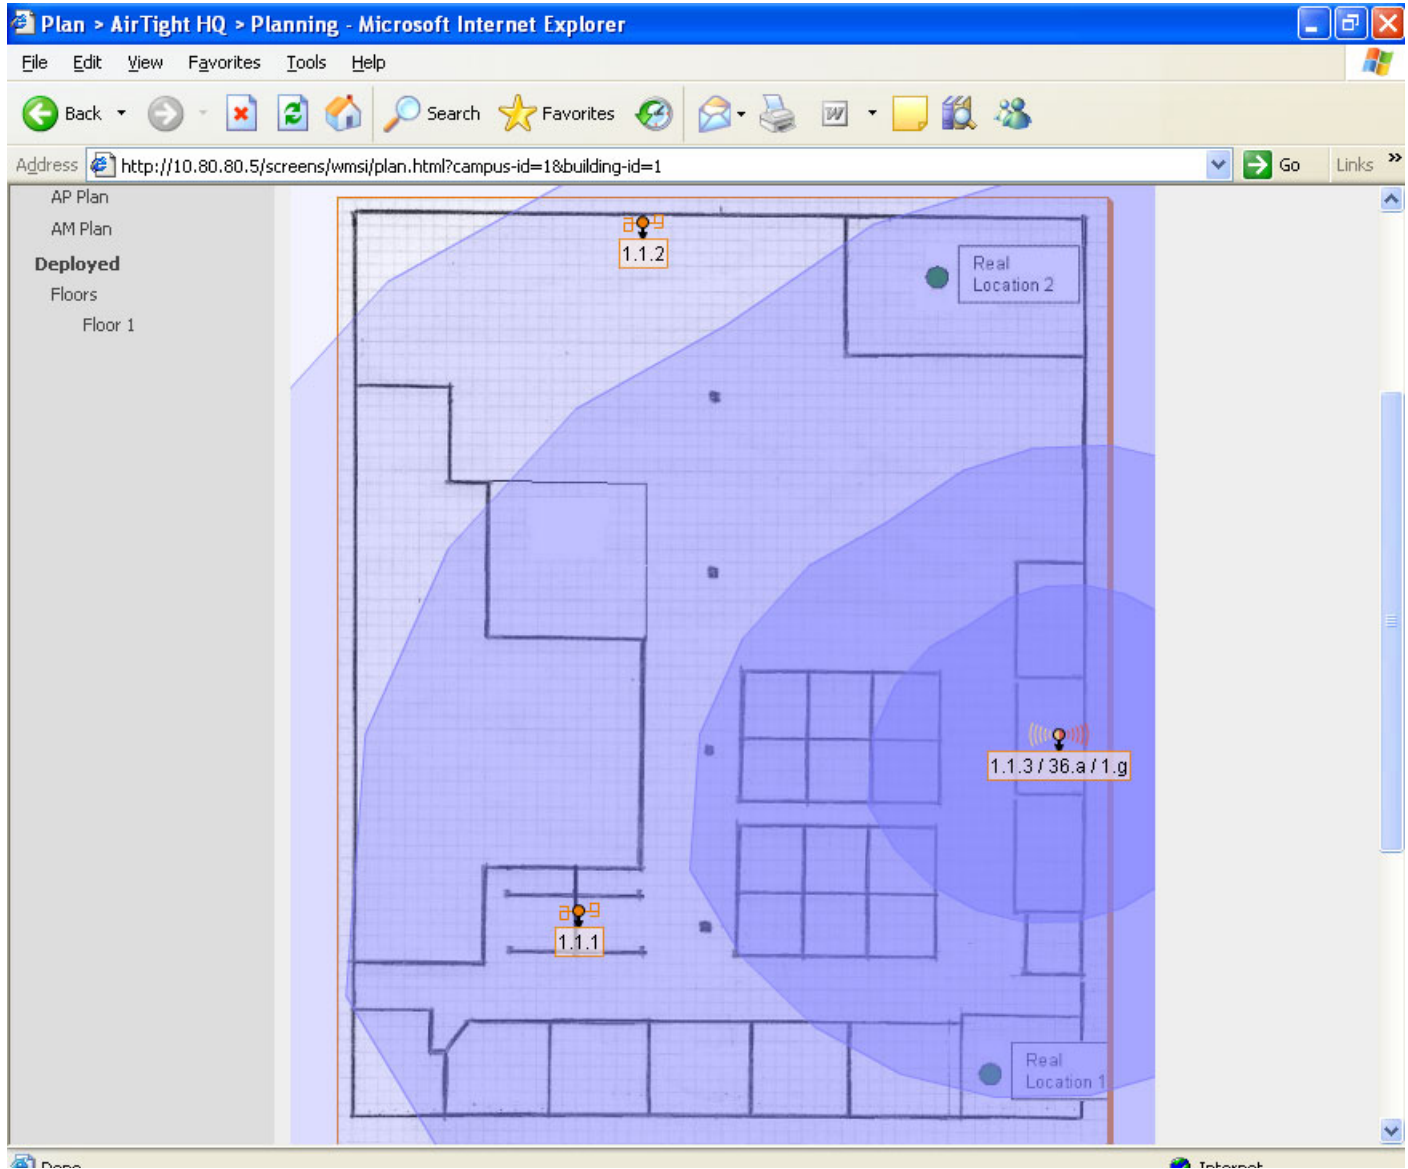 Plan > AirTight HQ > Planning - Microsoft Internet Explorer
File Edit View Favorites Tools Help
Back Search Favorites W
Address http://10.80.80.5/screens/wmsi/plan.html?campus-id=1&building-id=1 Go Links »
AP Plan
AM Plan
Deployed
Floors
Floor 1
a g
1.1.2
Real
Location 2
1.1.3 / 36.a / 1.g
a g
1.1.1
Real
Location 1
Done Internet